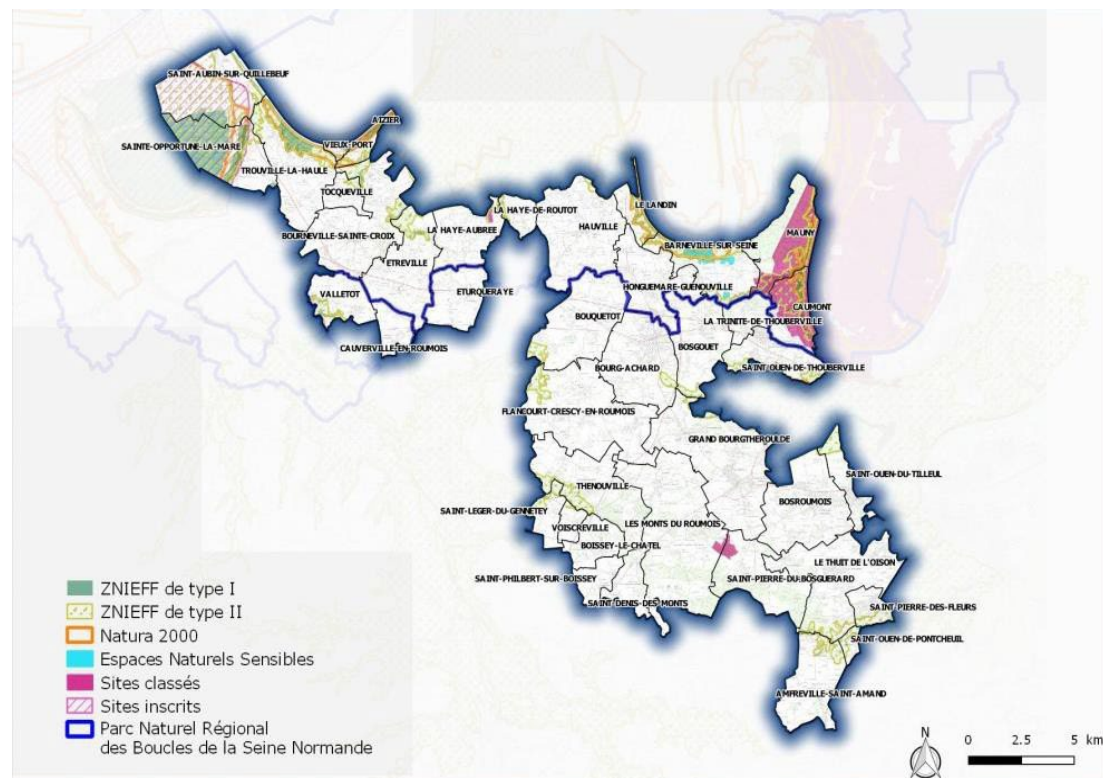 SAINT-AUBIN-SUR-QUILLEBEUF
AIZIER
SAINTE-OPPORTUNE-LA-MARE
VIEUX-PORT
TROUVILLE-LA-HAULE
TOCQUEVILLE
LA HAYE-DE-ROUTOT
LE LANDIN
HAUVILLE
BOURNEVILLE-SAINTE-CROIX
LA HAYE-AUBREE
MAUNY
BARNEVILLE-SUR-SEINE
ETREVILLE
VALLETOT
ETURQUERAYE
HONGUEMARE-GUENOUVILLE
CAUMONT
BOUQUETOT
LA TRINITE-DE-THOUBERVILLE
CAUVERVILLE-EN-ROUMOIS
BOSGOUET
BOURG-ACHARD
SAINT-OUEN-DE-THOUBERVILLE
FLANCOURT-CRESCY-EN-ROUMOIS
GRAND BOURGTHEROULDE
SAINT-OUEN-DU-TILLEUL
THENOUVILLE
BOSROUMOIS
SAINT-LEGER-DU-GENNETEY
VOISCREVILLE
LES MONTS DU ROUMOIS
BOISSEY-LE-CHATEL
LE THUIT DE L'OISON
SAINT-PHILBERT-SUR-BOISSEY
SAINT-PIERRE-DU-BOSGUERARD
SAINT-DENIS-DES-MONTS
SAINT PIERRE-DES-FLEURS
SAINT-OUEN-DE-PONTCHEUIL
AMFREVILLE-SAINT-AMAND
ZNIEFF de type I
ZNIEFF de type II
Natura 2000
Espaces Naturels Sensibles
Sites classés
Sites inscrits
Parc Naturel Régional
des Boucles de la Seine Normande
N
0 2.5 5 km